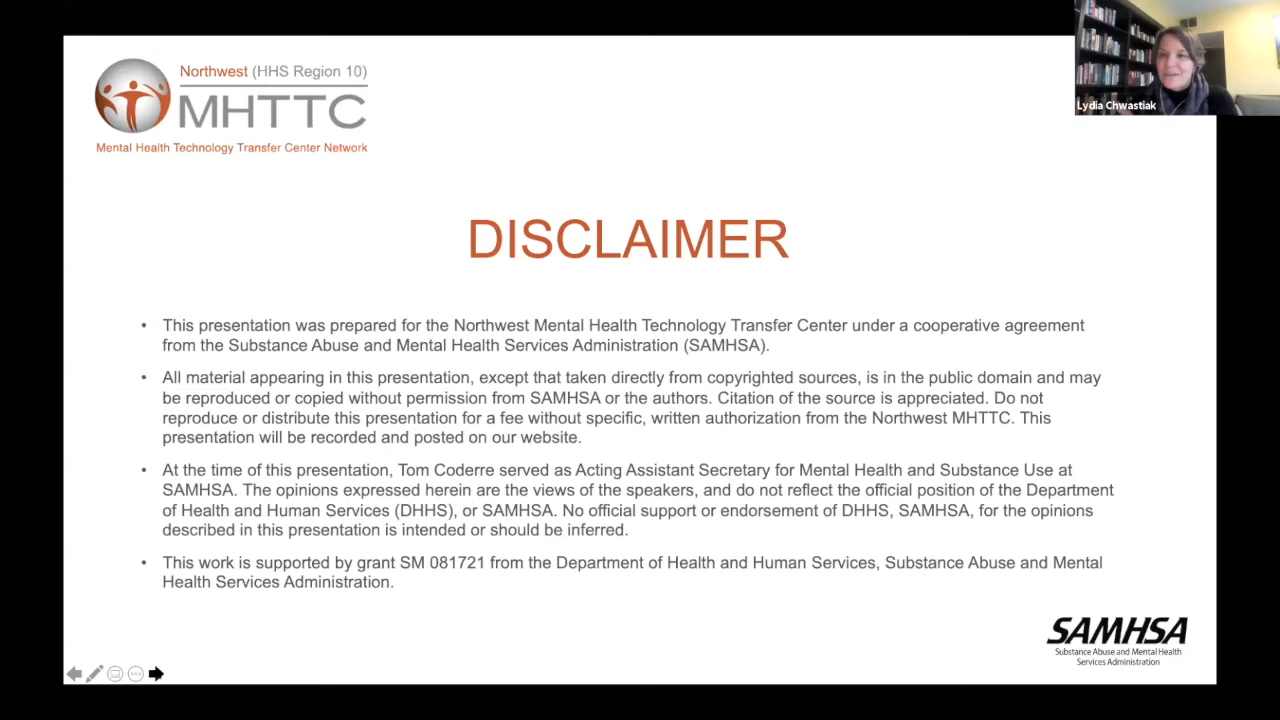 Northwest (HHS Region 10)
MHTTC
Mental Health Technology Transfer Center Network
Lydia Chwastiak
DISCLAIMER
• This presentation was prepared for the Northwest Mental Health Technology Transfer Center under a cooperative agreement
from the Substance Abuse and Mental Health Services Administration (SAMHSA).
• All material appearing in this presentation, except that taken directly from copyrighted sources, is in the public domain and may
be reproduced or copied without permission from SAMHSA or the authors. Citation of the source is appreciated. Do not
reproduce or distribute this presentation for a fee without specific, written authorization from the Northwest MHTTC. This
presentation will be recorded and posted on our website.
• At the time of this presentation, Tom Coderre served as Acting Assistant Secretary for Mental Health and Substance Use at
SAMHSA. The opinions expressed herein are the views of the speakers, and do not reflect the official position of the Department
of Health and Human Services (DHHS), or SAMHSA. No official support or endorsement of DHHS, SAMHSA, for the opinions
described in this presentation is intended or should be inferred.
• This work is supported by grant SM 081721 from the Department of Health and Human Services, Substance Abuse and Mental
Health Services Administration.
SAMHSA
Substance Abuse and Mental Health
Services Administration